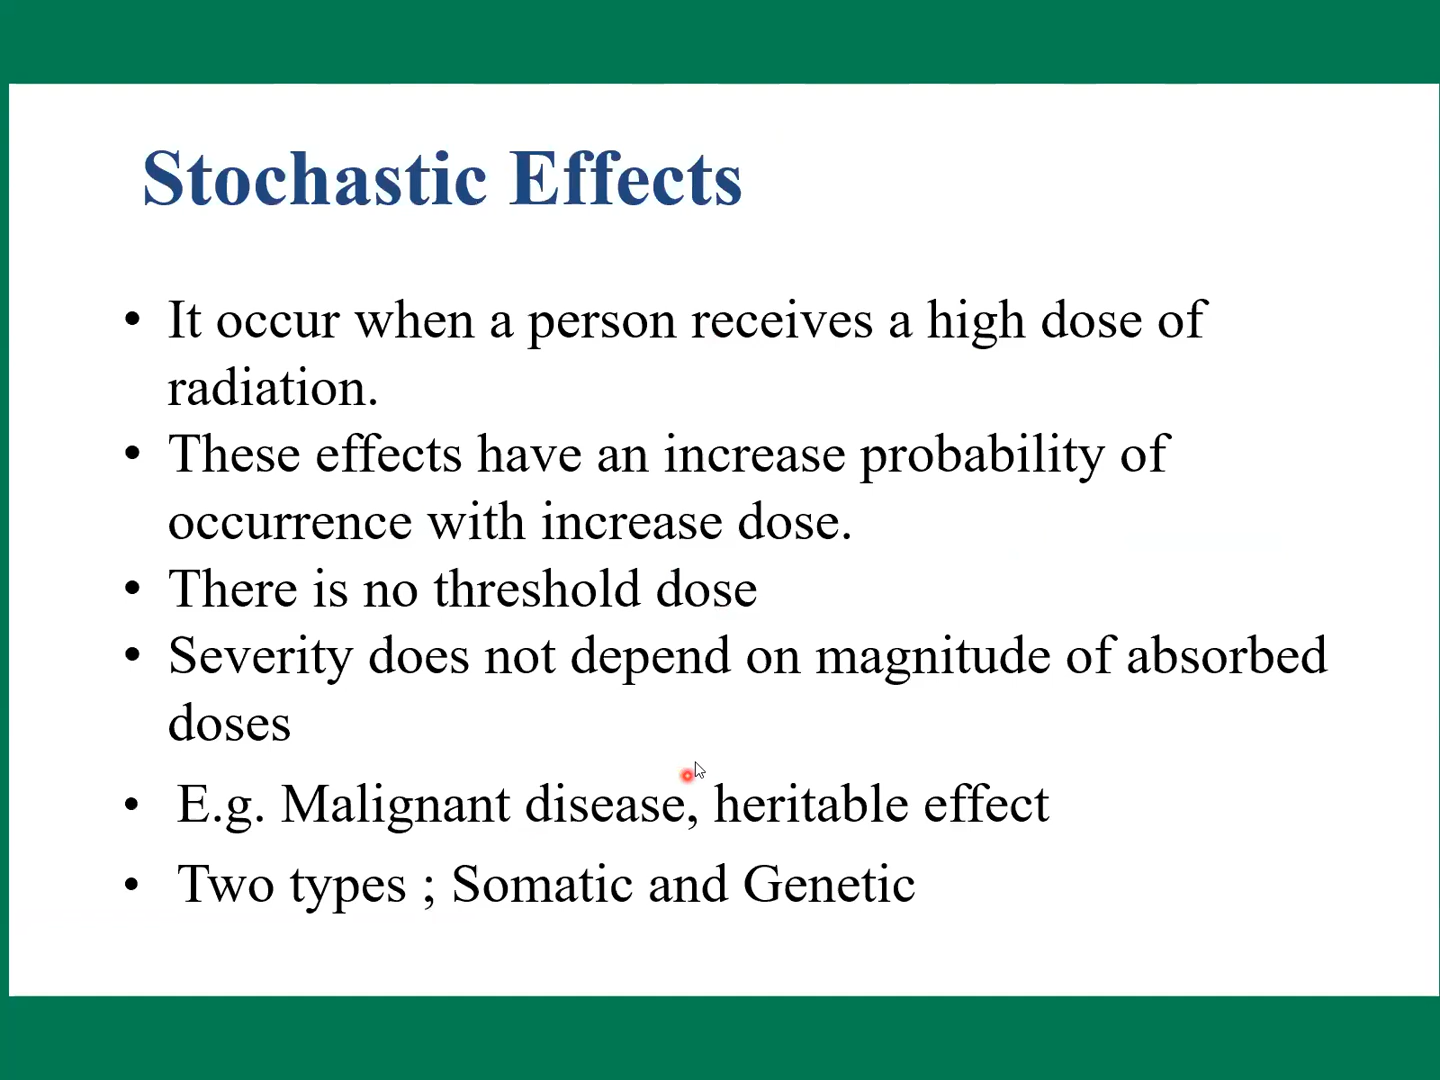 Stochastic Effects
• It occur when a person receives a high dose of
radiation.
• These effects have an increase probability of
occurrence with increase dose.
• There is no threshold dose
• Severity does not depend on magnitude of absorbed
doses
• E.g. Malignant disease, heritable effect
• Two types ; Somatic and Genetic